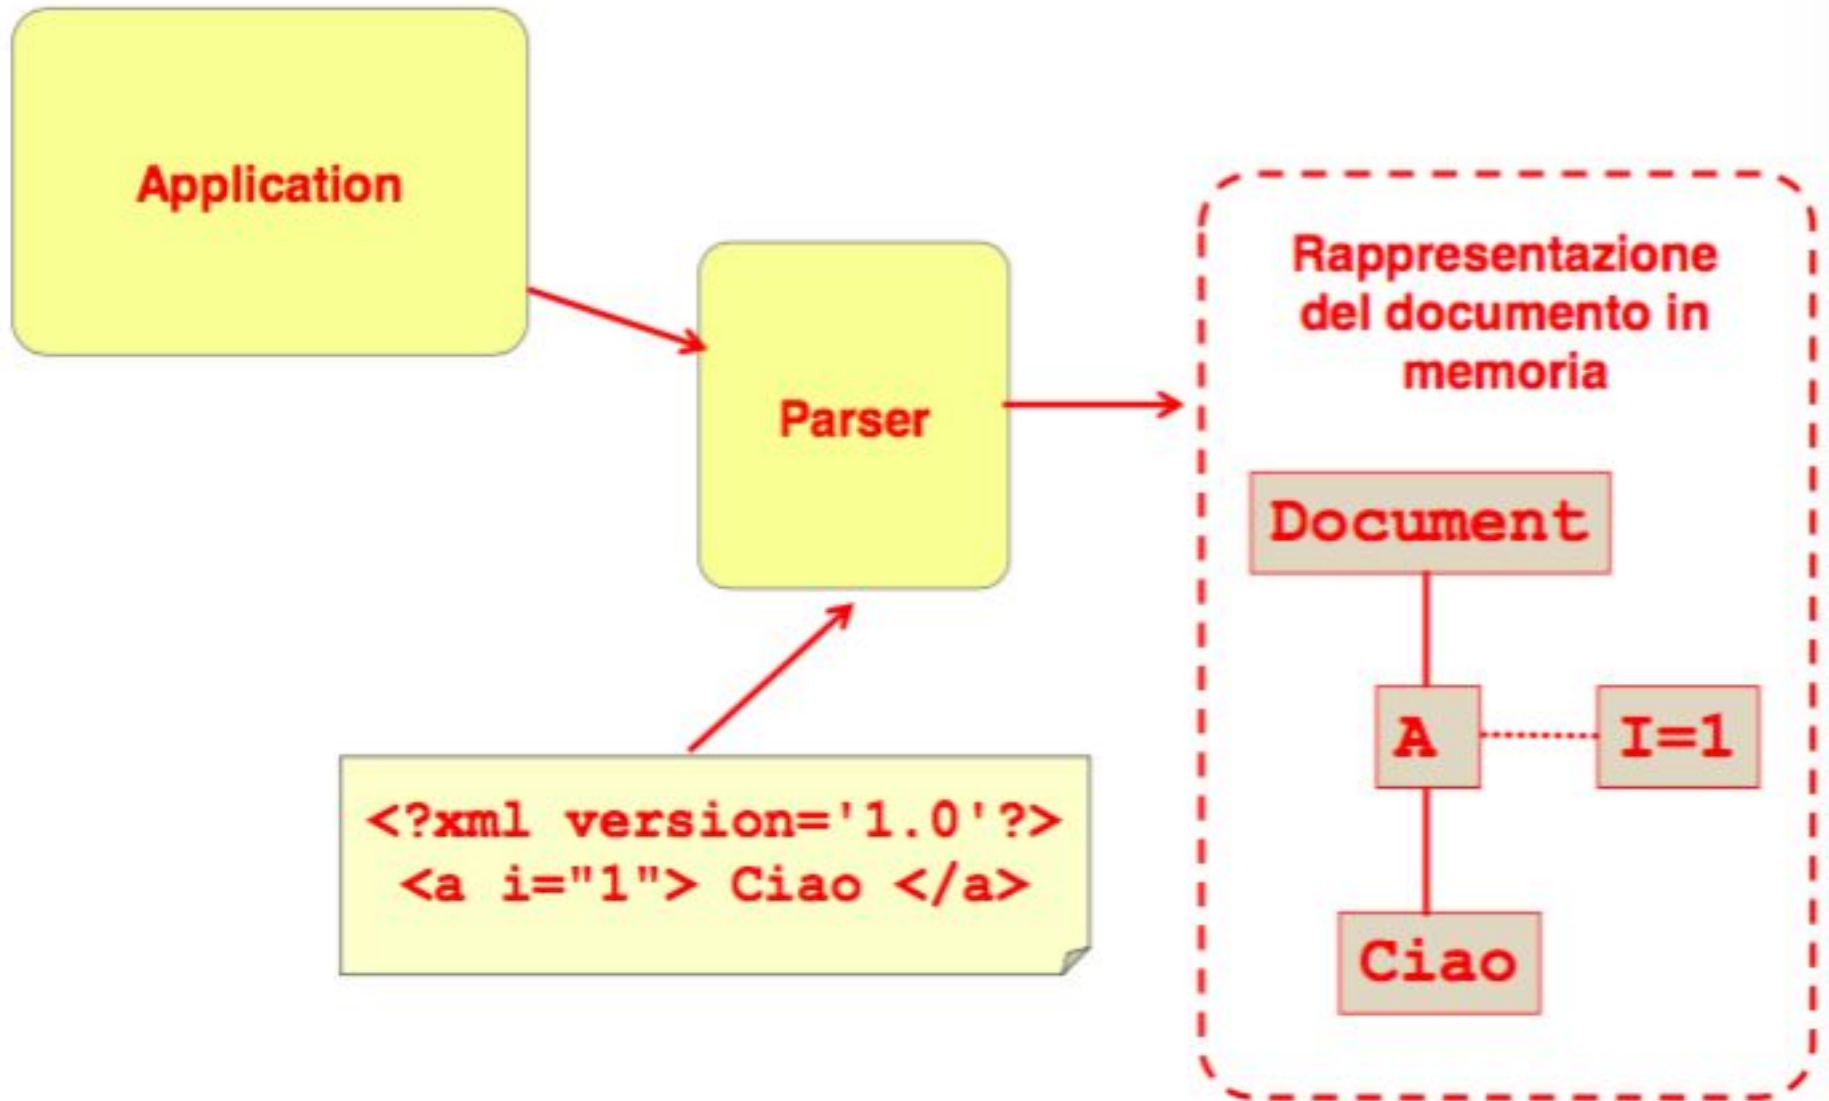 Application
Parser
<?xml version='1.0'?>
<a i="1"> Ciao </a>
Rappresentazione
del documento in
memoria
Document
A
I=1
Ciao